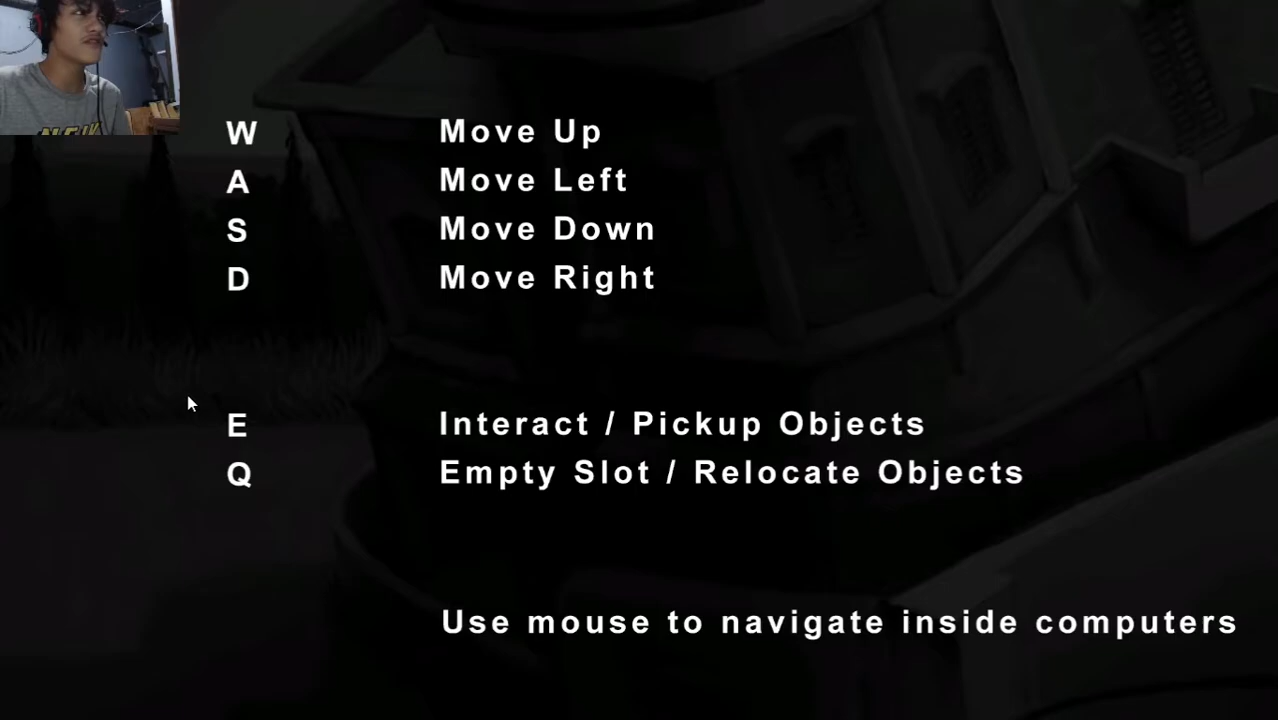 W Move Up
A Move Left
S Move Down
D Move Right
E Interact / Pickup Objects
Q Empty Slot / Relocate Objects
Use mouse to navigate inside computers